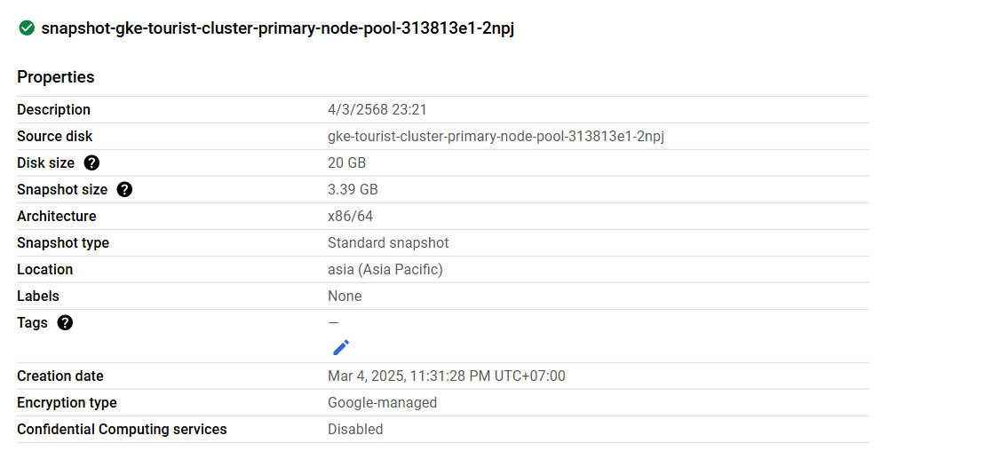 snapshot-gke-tourist-cluster-primary-node-pool-313813e1-2npj
Properties
Description 4/3/2568 23:21
Source disk gke-tourist-cluster-primary-node-pool-313813e1-2npj
Disk size ? 20 GB
Snapshot size ? 3.39 GB
Architecture x86/64
Snapshot type Standard snapshot
Location asia (Asia Pacific)
Labels None
Tags ? —
Creation date Mar 4, 2025, 11:31:28 PM UTC+07:00
Encryption type Google-managed
Confidential Computing services Disabled